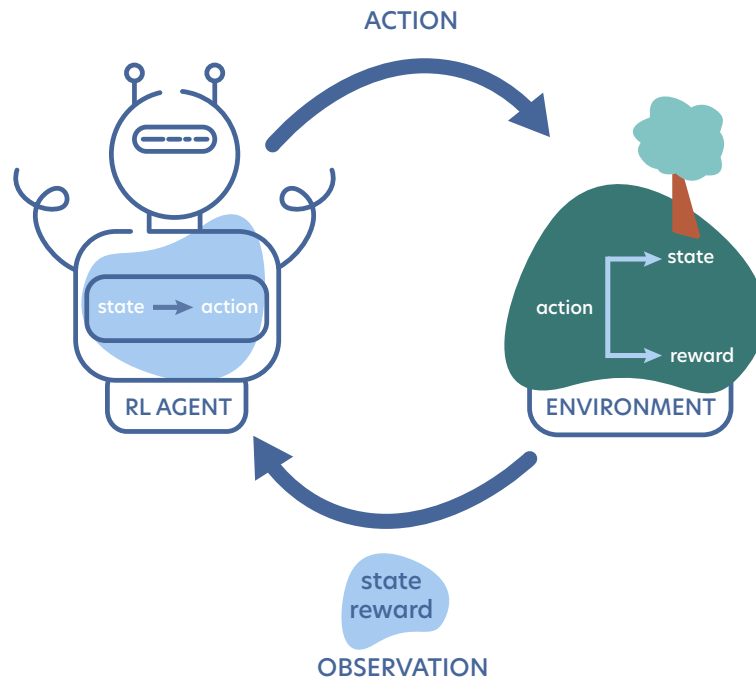 ACTION
state
action
RL AGENT
state
action
reward
ENVIRONMENT
state
reward
OBSERVATION